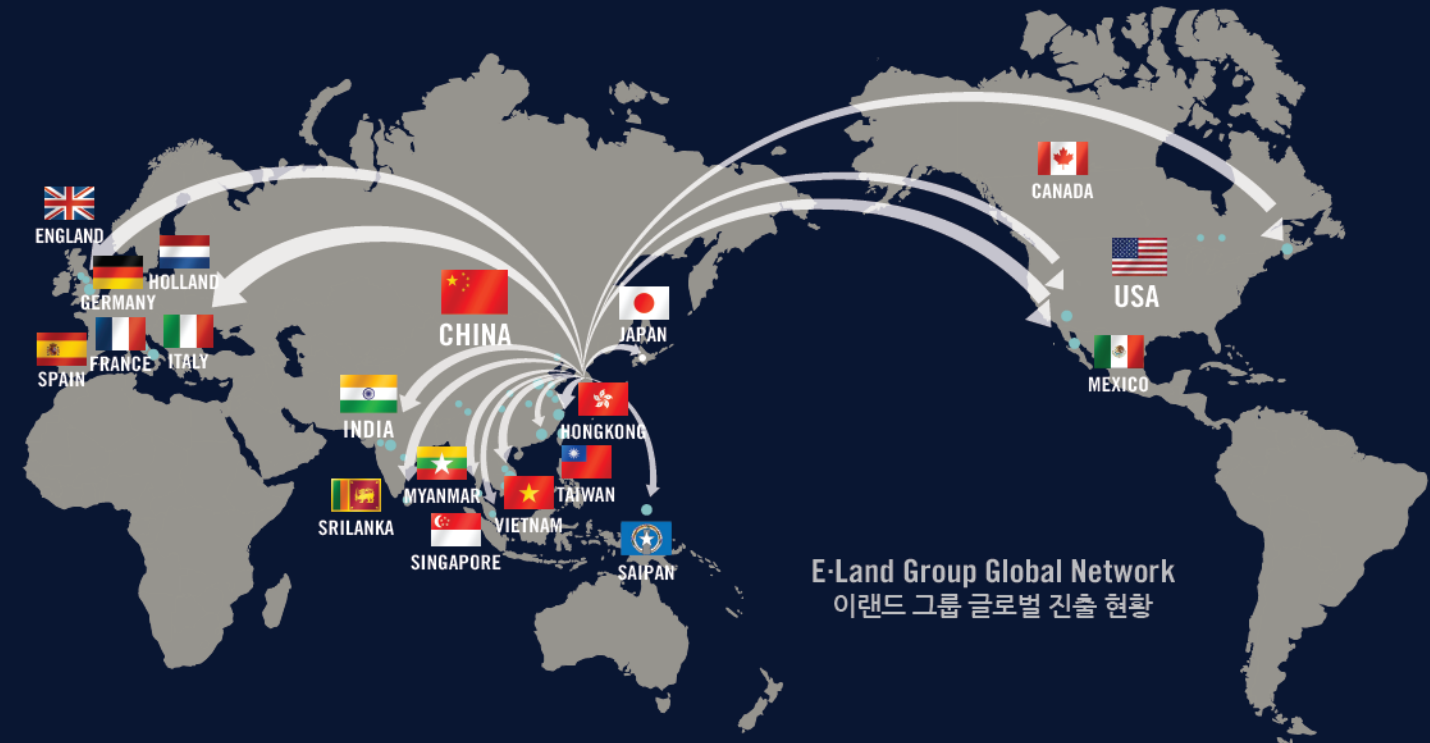 CANADA
ENGLAND
HOLLAND
GERMANY
USA
CHINA
JAPAN
FRANCE
ITALY
SPAIN
MEXICO
INDIA
HONGKONG
MYANMAR
TAIWAN
SRILANKA
VIETNAM
SINGAPORE
SAIPAN
E·Land Group Global Network
이랜드 그룹 글로벌 진출 현황